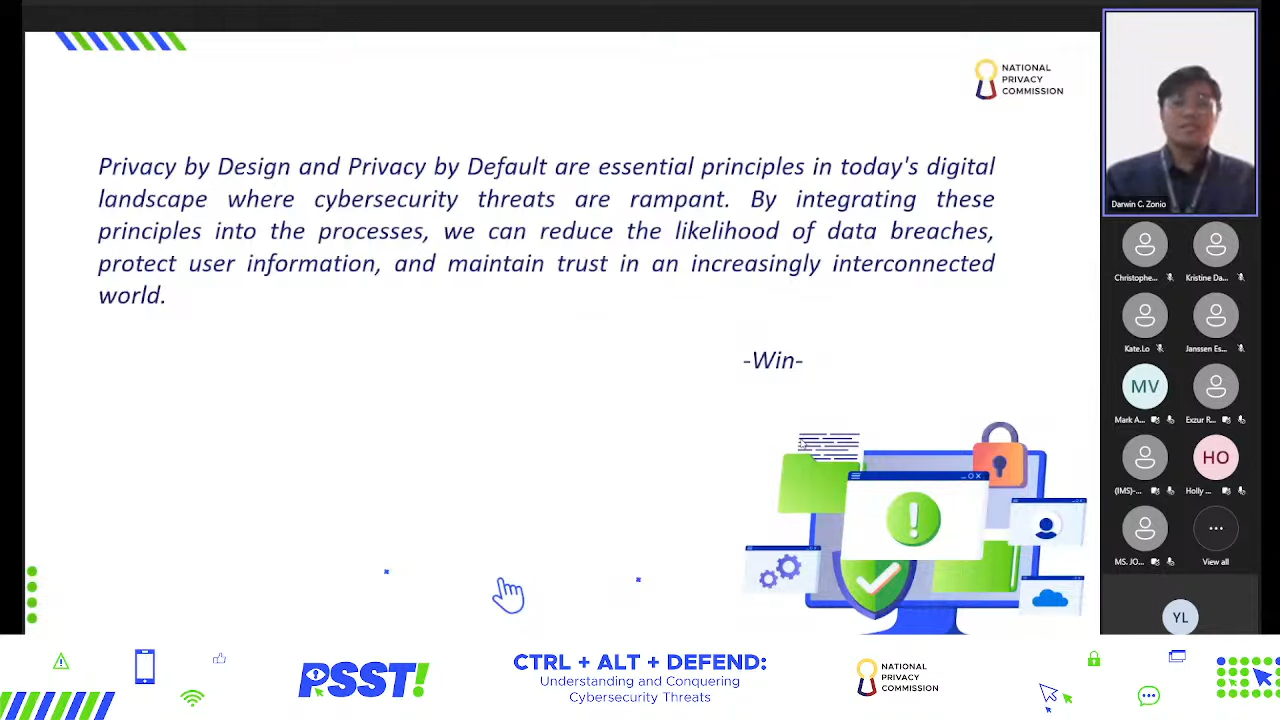 NATIONAL
PRIVACY
COMMISSION
Privacy by Design and Privacy by Default are essential principles in today's digital
landscape where cybersecurity threats are rampant. By integrating these
principles into the processes, we can reduce the likelihood of data breaches,
protect user information, and maintain trust in an increasingly interconnected
world.
-Win-
Darwin C. Zonio
Christophe...
Kristine Da...
Kate.Lo
Janssen Es...
MV
Mark A...
Exzur R...
(IMS)-...
HO
Holly ...
MS. JO...
View all
YL
PSST!
CTRL + ALT + DEFEND:
Understanding and Conquering
Cybersecurity Threats
NATIONAL
PRIVACY
COMMISSION